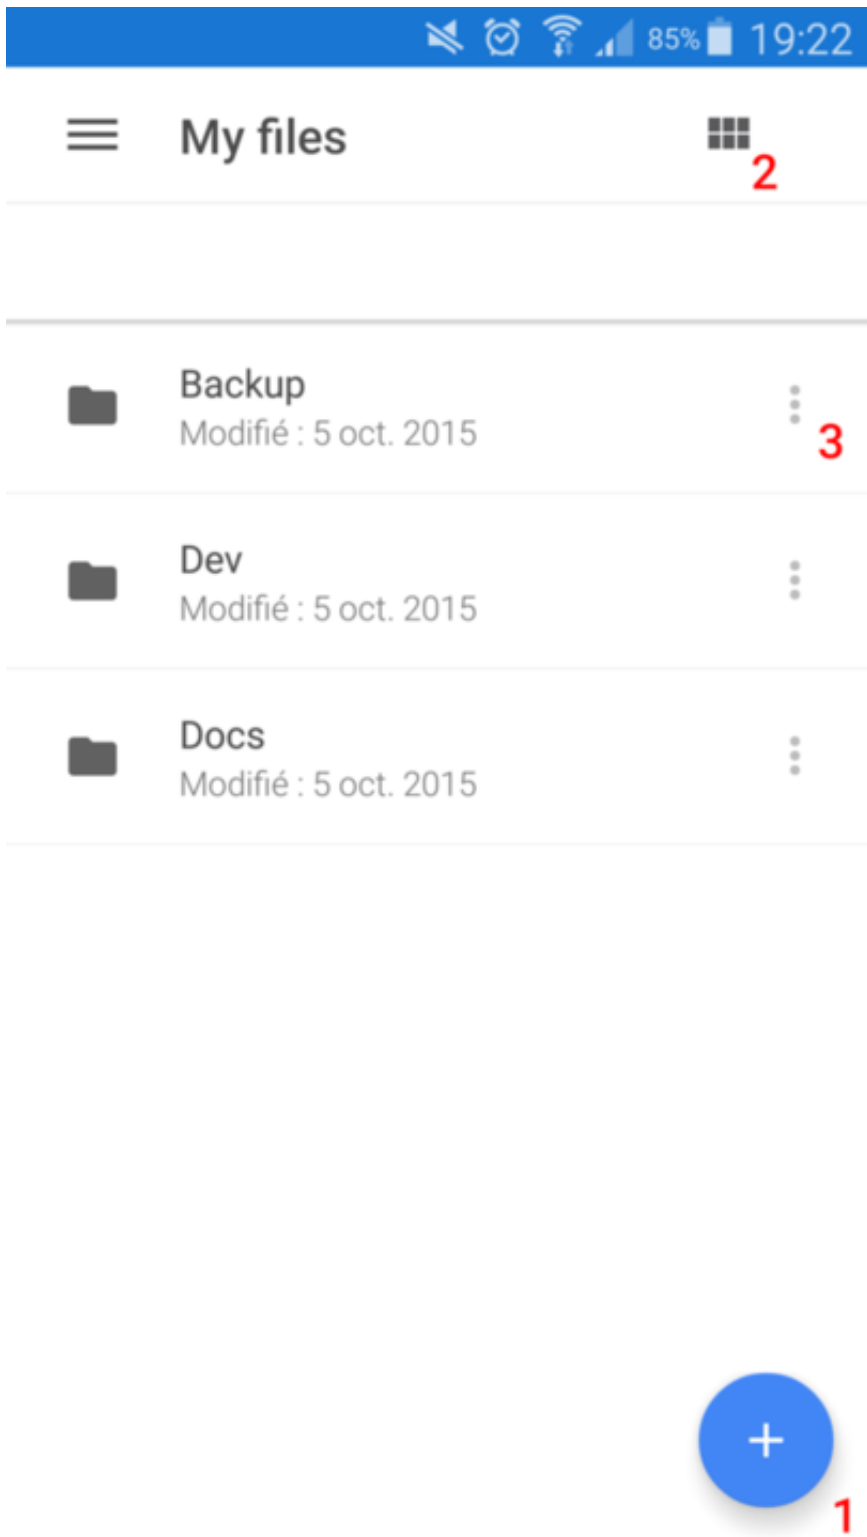 85% 19:22
My files
2
Backup
Modifié : 5 oct. 2015
3
Dev
Modifié : 5 oct. 2015
Docs
Modifié : 5 oct. 2015
1